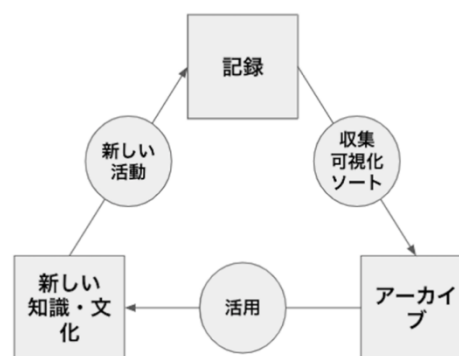 記録
新しい
活動
収集
可視化
ソート
新しい
知識・文
化
活用
アーカイ
ブ